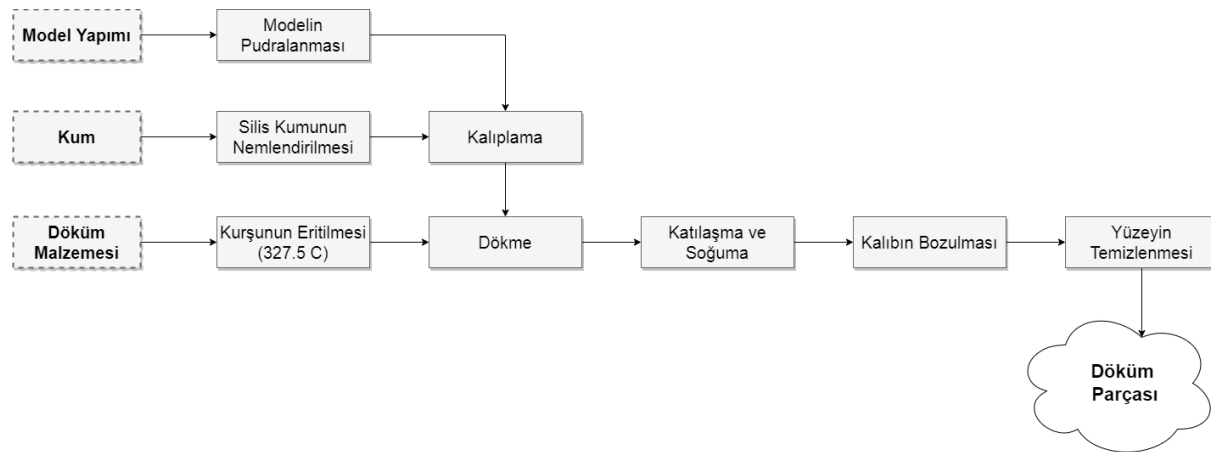 Model Yapımı
Modelin
Pudralanması
Kum
Silis Kumunun
Nemlendirilmesi
Kalıplama
Döküm
Malzemesi
Kurşunun Eritilmesi
(327.5 C)
Dökme
Katılaşma ve
Soğuma
Kalıbın Bozulması
Yüzeyin
Temizlenmesi
Döküm
Parçası